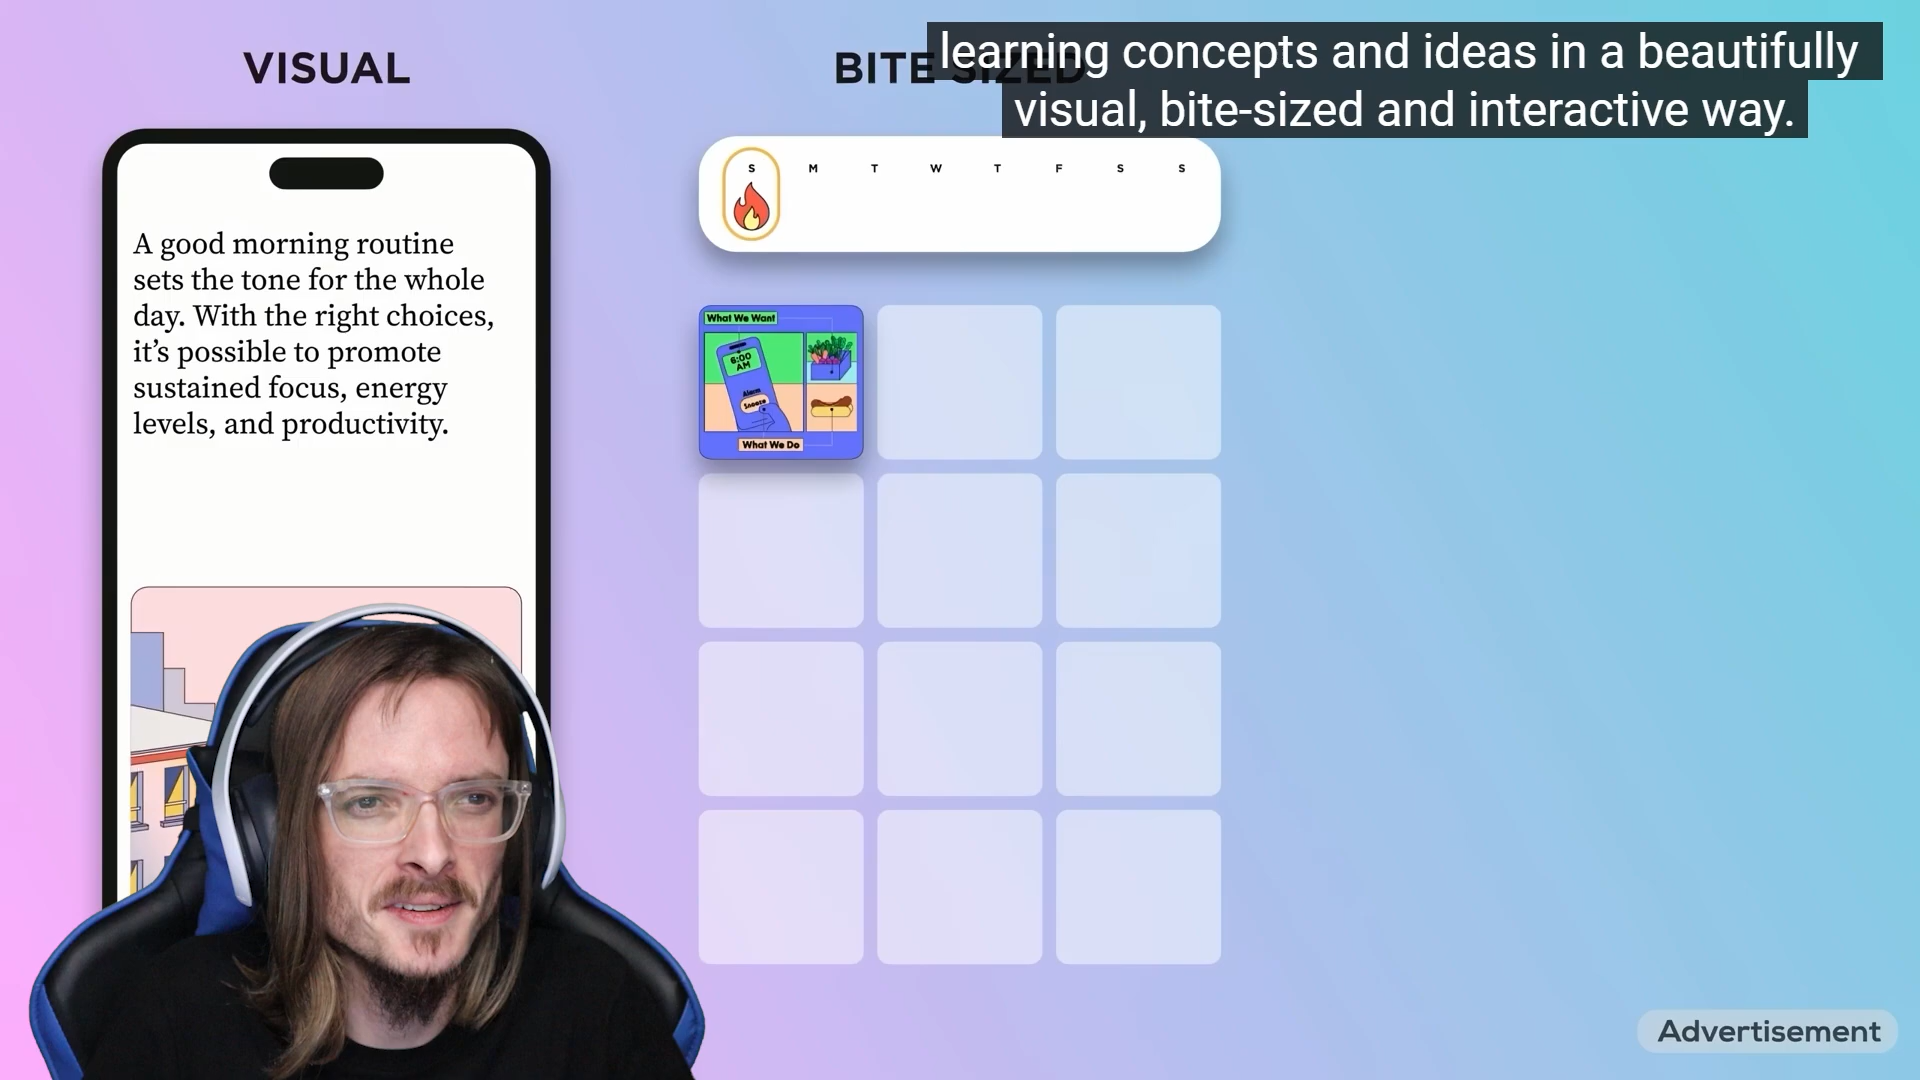 VISUAL
BITE SIZED
learning concepts and ideas in a beautifully
visual, bite-sized and interactive way.
S M T W T F S S
A good morning routine
sets the tone for the whole
day. With the right choices,
it’s possible to promote
sustained focus, energy
levels, and productivity.
What We Want
6:00
AM
Alarm
Snooze
What We Do
Advertisement